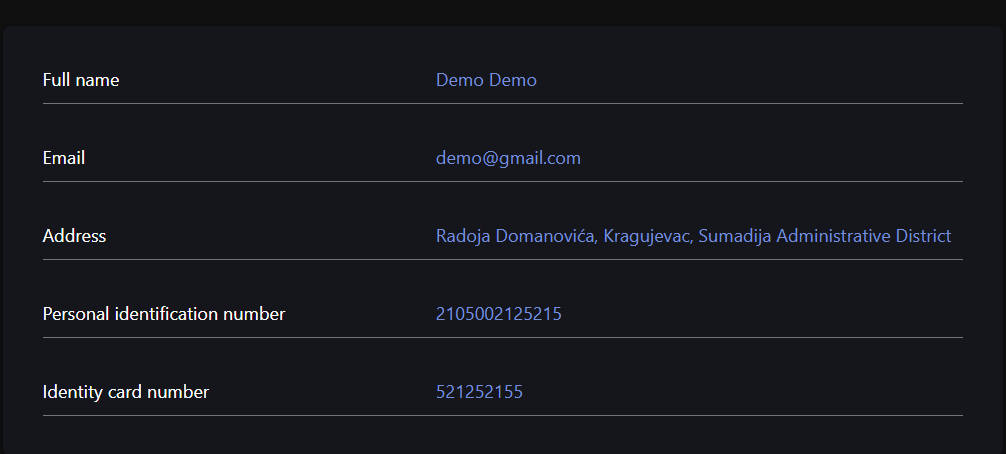 Full name Demo Demo
Email demo@gmail.com
Address Radoja Domanovića, Kragujevac, Sumadija Administrative District
Personal identification number 2105002125215
Identity card number 521252155